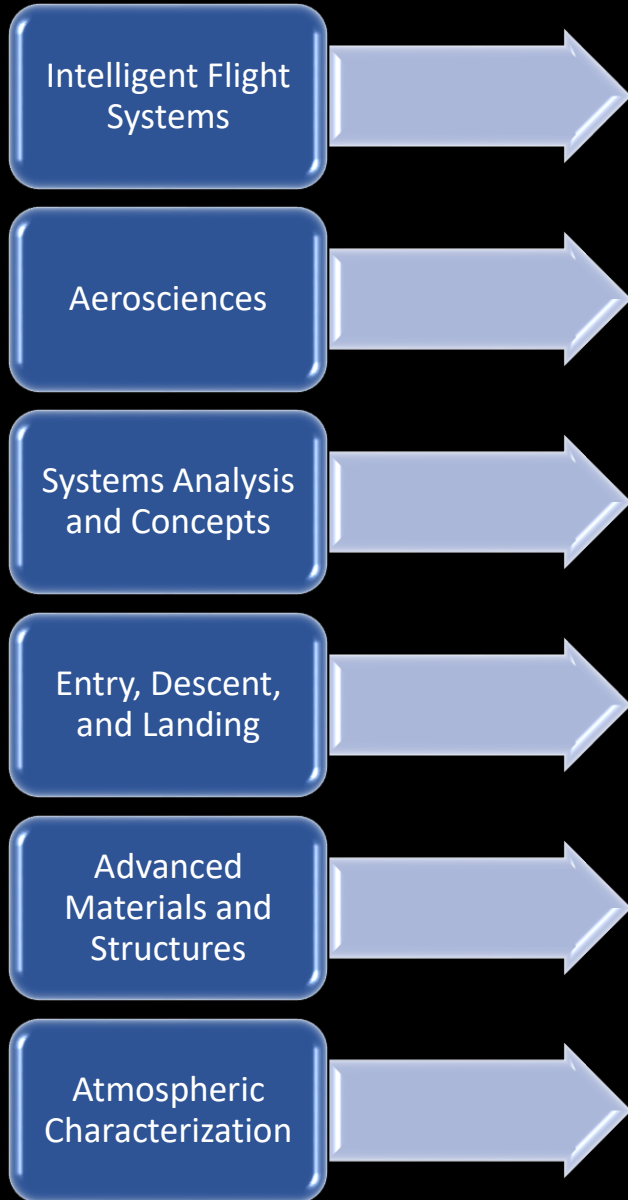 Intelligent Flight
Systems
Aerosciences
Systems Analysis
and Concepts
Entry, Descent,
and Landing
Advanced
Materials and
Structures
Atmospheric
Characterization